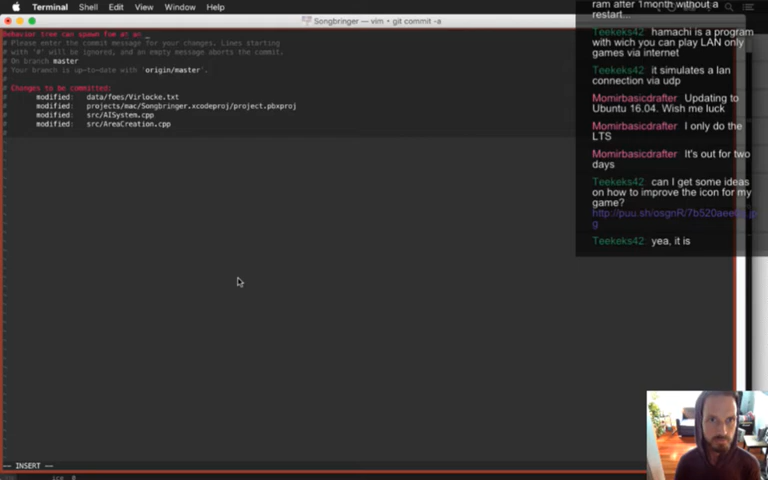 Terminal Shell Edit View Window Help
Songbringer — vim • git commit -a
Behavior tree can spawn foe an an _
# Please enter the commit message for your changes. Lines starting
# with '#' will be ignored, and an empty message aborts the commit.
# On branch master
# Your branch is up-to-date with 'origin/master'.
#
# Changes to be committed:
# modified: data/foes/Virlocke.txt
# modified: projects/mac/Songbringer.xcodeproj/project.pbxproj
# modified: src/AISystem.cpp
# modified: src/AreaCreation.cpp
#
-- INSERT --
ram after 1month without a
restart...
Teekeks42 hamachi is a program
with wich you can play LAN only
games via internet
Teekeks42 it simulates a lan
connection via udp
Momirbasicdrafter Updating to
Ubuntu 16.04. Wish me luck
Momirbasicdrafter I only do the
LTS
Momirbasicdrafter It's out for two
days
Teekeks42 can I get some ideas
on how to improve the icon for my
game?
Teekeks42 yea, it is